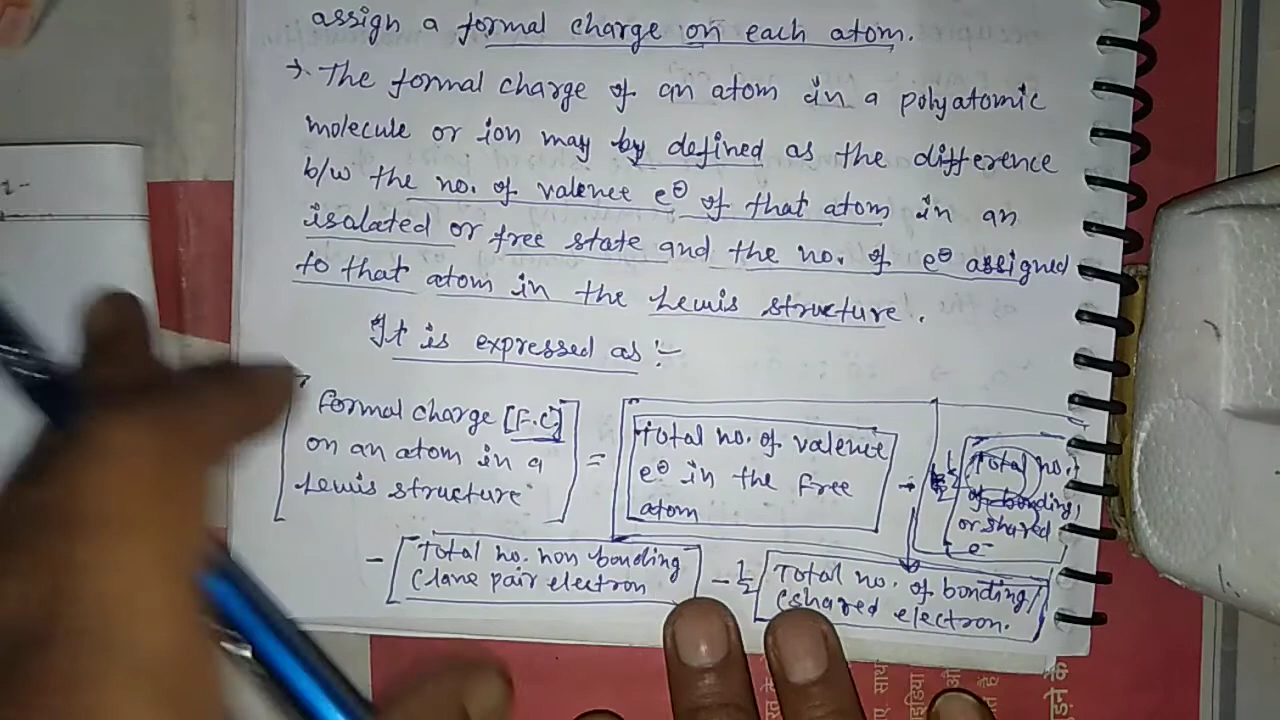 assign a formal charge on each atom.
→ The formal charge of an atom in a polyatomic
molecule or ion may by defined as the difference
b/w the no. of valence e⊖ of that atom in an
isalated or free state and the no. of e⊖ assigned
to that atom in the Lewis structure.
It is expressed as :-
formal charge [F.C]
on an atom in a
Lewis structure
=
Total no. of valence
e⊖ in the free
atom
- 1/2
Total no.
of bonding,
or shared
e-
- [Total no. non bonding
(lone pair electron]
- 1/2 [Total no. of bonding/
(shared electron.]